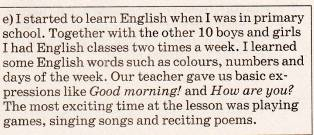 e) I started to learn English when I was in primary
school. Together with the other 10 boys and girls
I had English classes two times a week. I learned
some English words such as colours, numbers and
days of the week. Our teacher gave us basic ex-
pressions like Good morning! and How are you?
The most exciting time at the lesson was playing
games, singing songs and reciting poems.